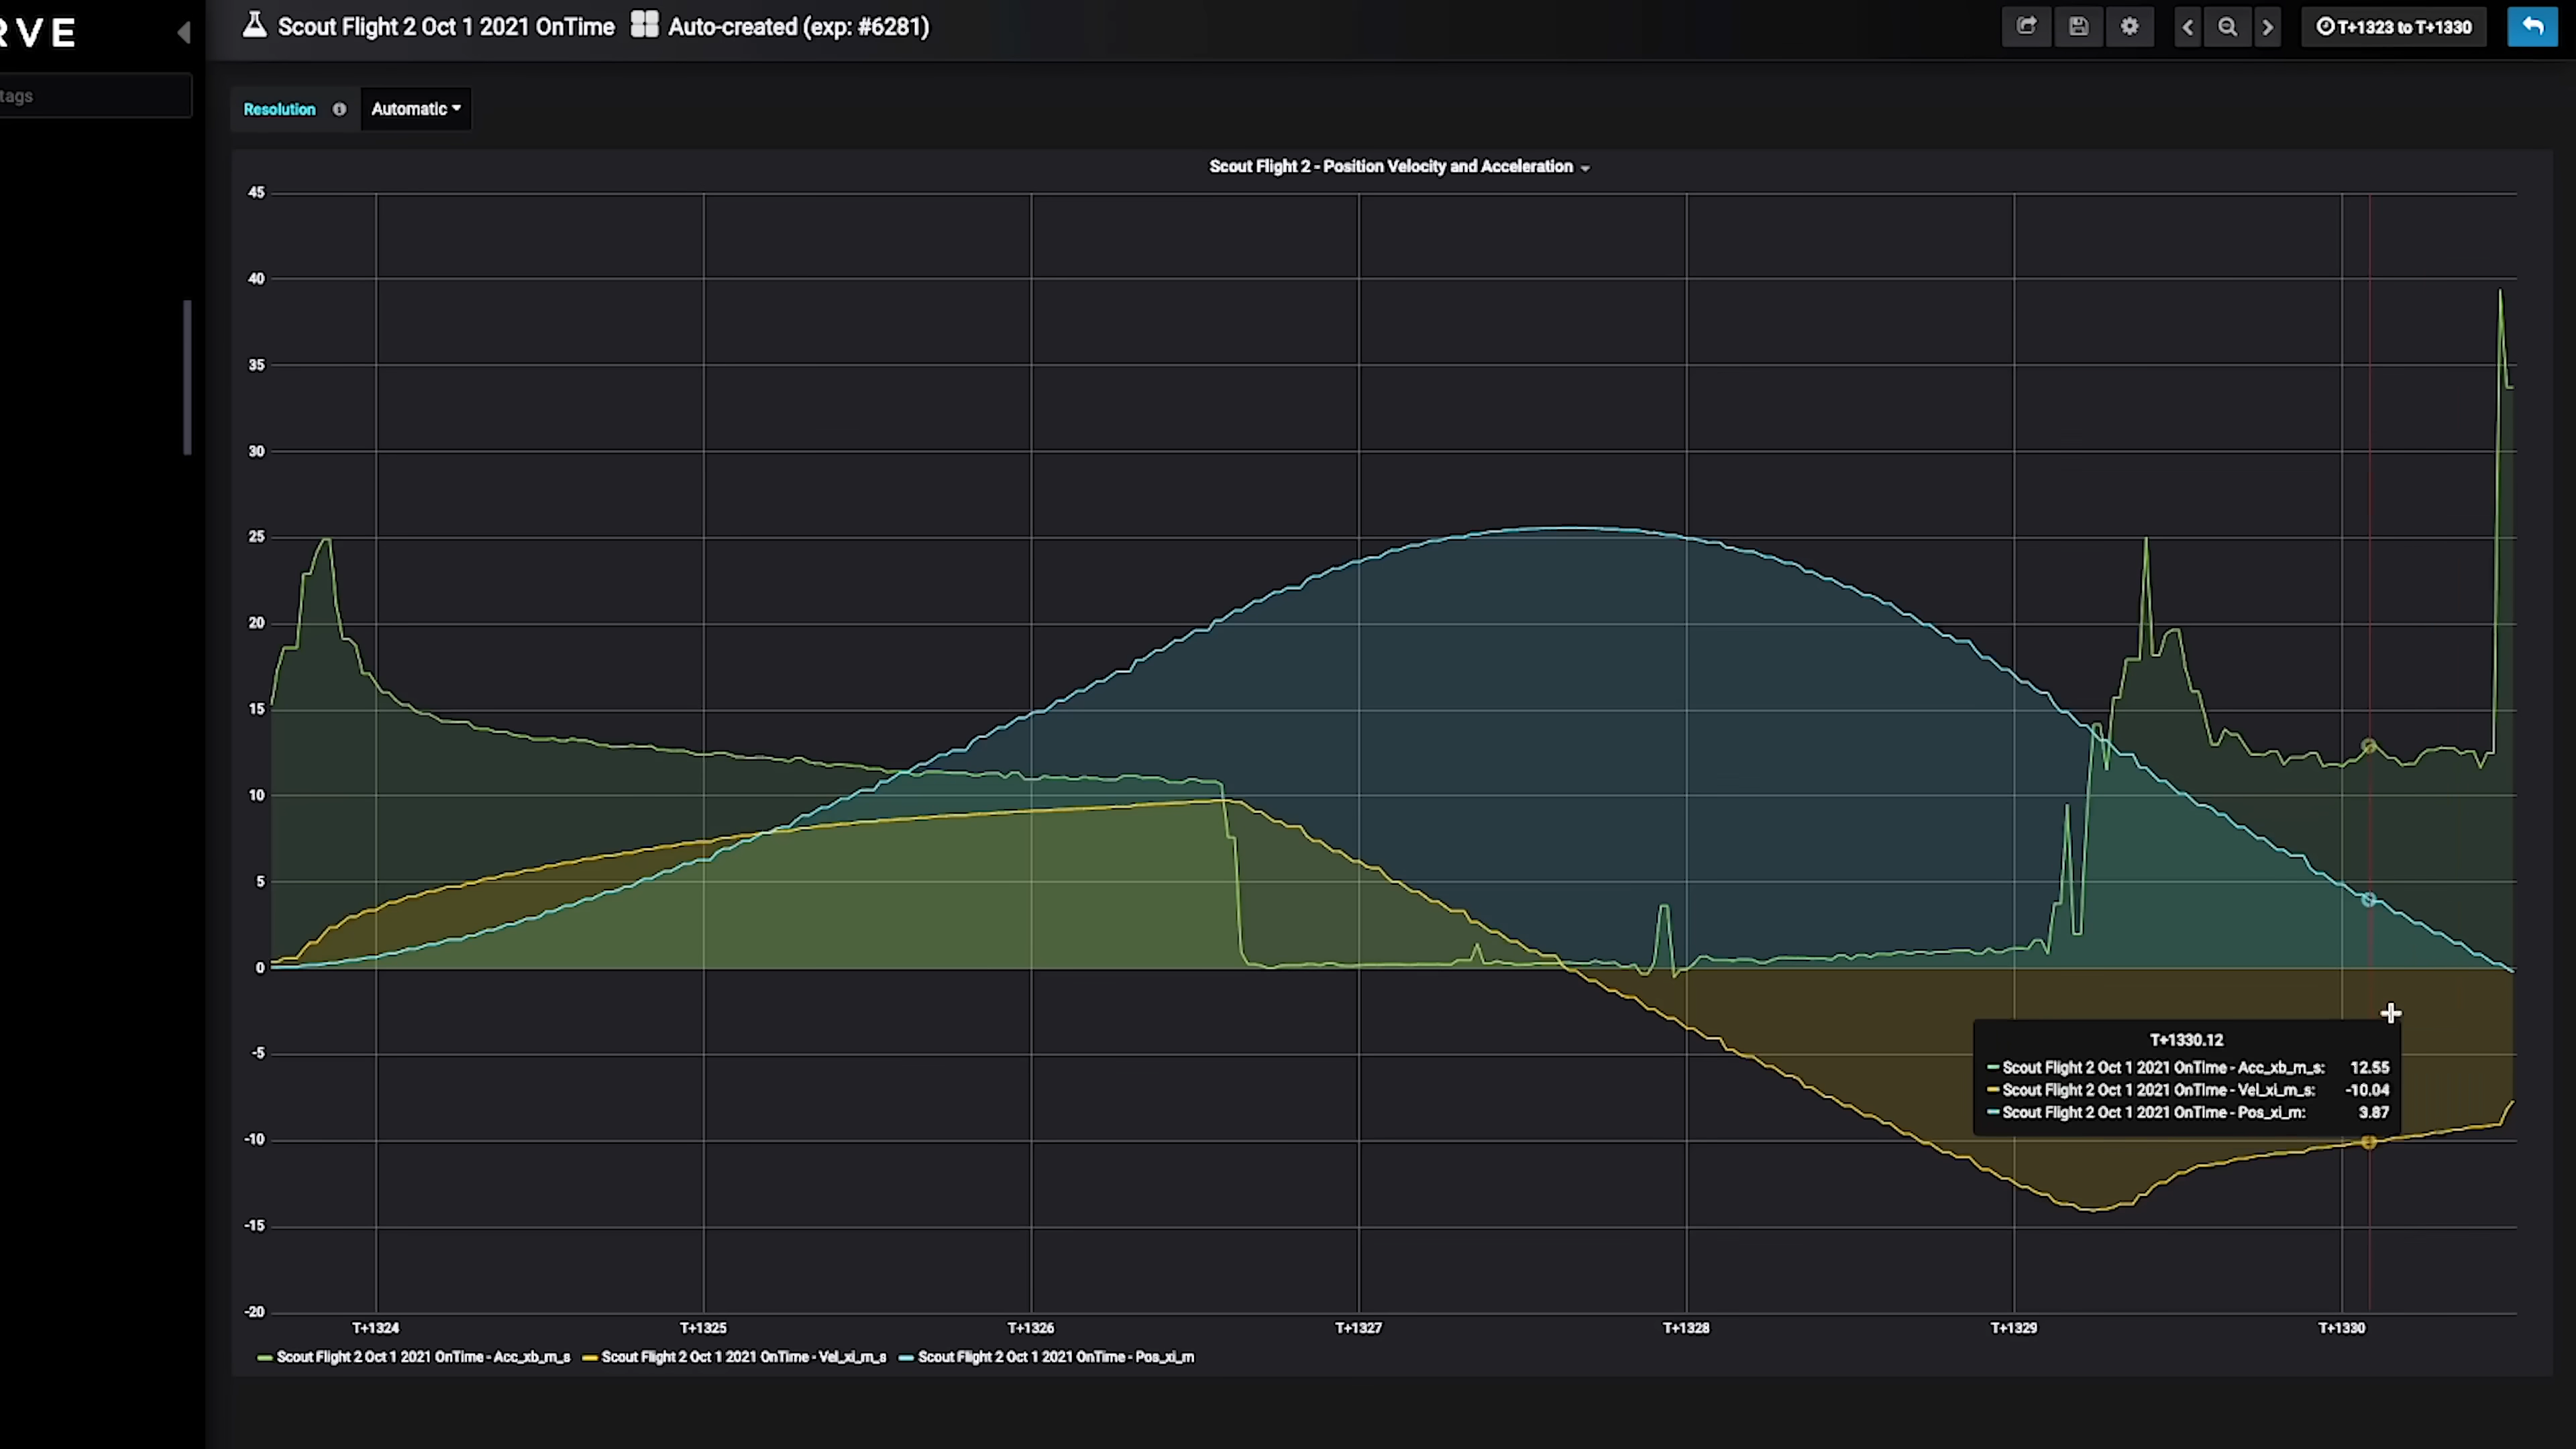 RVE
Scout Flight 2 Oct 1 2021 OnTime Auto-created (exp: #6281)
T+1323 to T+1330
tags
Resolution Automatic
Scout Flight 2 - Position Velocity and Acceleration
45
40
35
30
25
20
15
10
5
0
-5
-10
-15
-20
T+1330.12
Scout Flight 2 Oct 1 2021 OnTime - Acc_xb_m_s: 12.55
Scout Flight 2 Oct 1 2021 OnTime - Vel_xi_m_s: -10.04
Scout Flight 2 Oct 1 2021 OnTime - Pos_xi_m: 3.87
T+1324 T+1325 T+1326 T+1327 T+1328 T+1329 T+1330
Scout Flight 2 Oct 1 2021 OnTime - Acc_xb_m_s Scout Flight 2 Oct 1 2021 OnTime - Vel_xi_m_s Scout Flight 2 Oct 1 2021 OnTime - Pos_xi_m